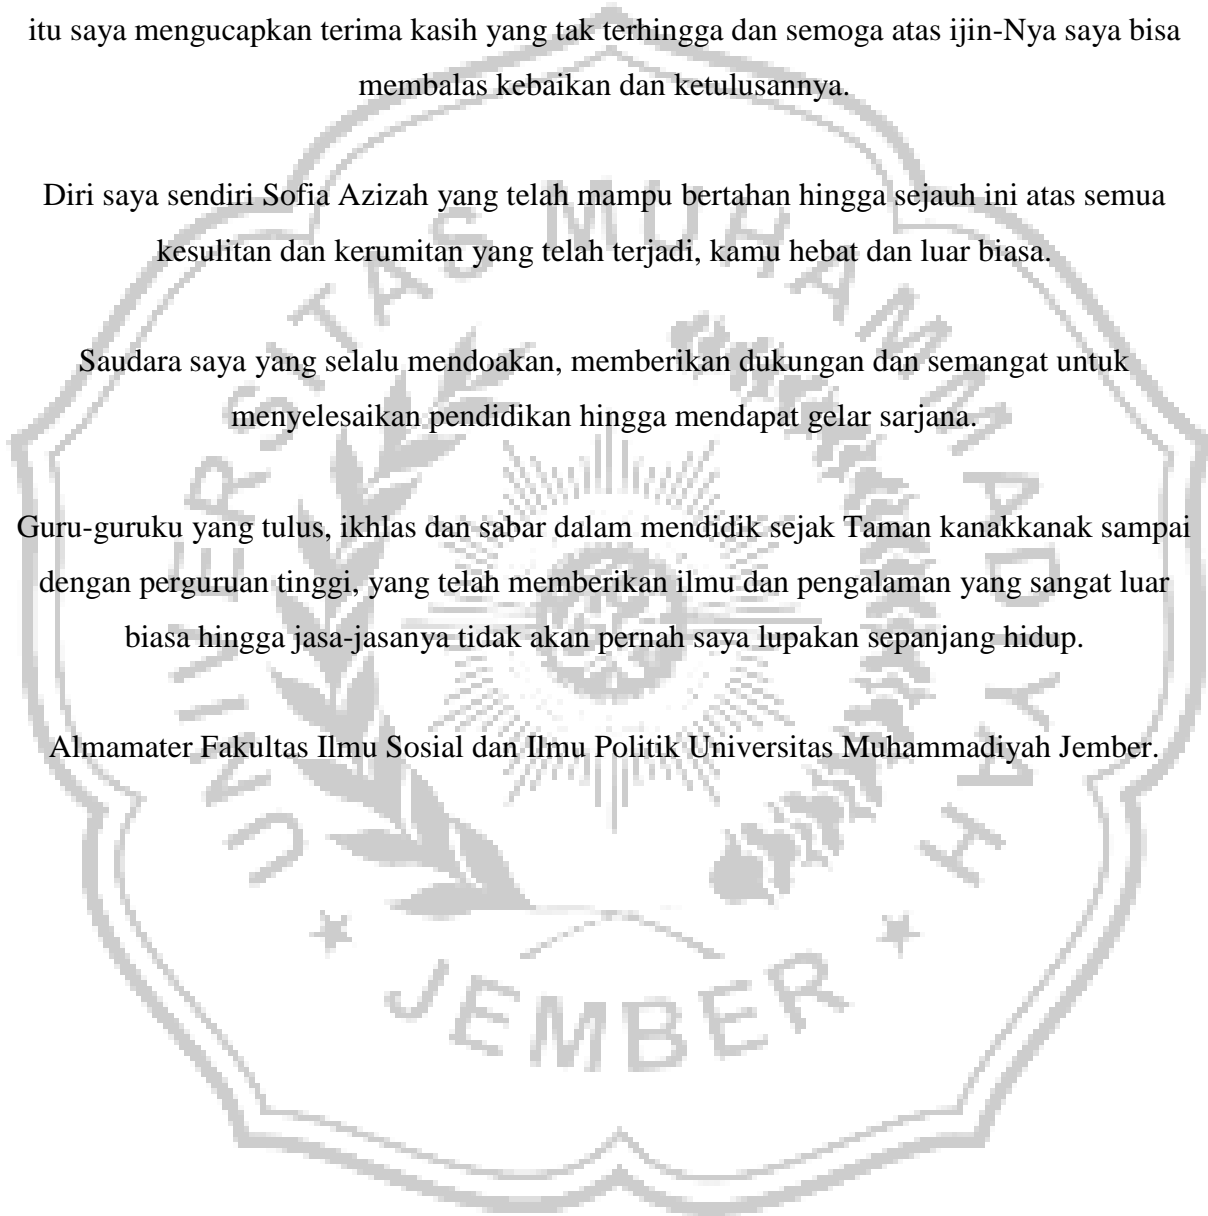 itu saya mengucapkan terima kasih yang tak terhingga dan semoga atas ijin-Nya saya bisa
membalas kebaikan dan ketulusannya.
Diri saya sendiri Sofia Azizah yang telah mampu bertahan hingga sejauh ini atas semua
kesulitan dan kerumitan yang telah terjadi, kamu hebat dan luar biasa.
Saudara saya yang selalu mendoakan, memberikan dukungan dan semangat untuk
menyelesaikan pendidikan hingga mendapat gelar sarjana.
Guru-guruku yang tulus, ikhlas dan sabar dalam mendidik sejak Taman kanakkanak sampai
dengan perguruan tinggi, yang telah memberikan ilmu dan pengalaman yang sangat luar
biasa hingga jasa-jasanya tidak akan pernah saya lupakan sepanjang hidup.
Almamater Fakultas Ilmu Sosial dan Ilmu Politik Universitas Muhammadiyah Jember.
UNIVERSITAS MUHAMMADIYAH
JEMBER